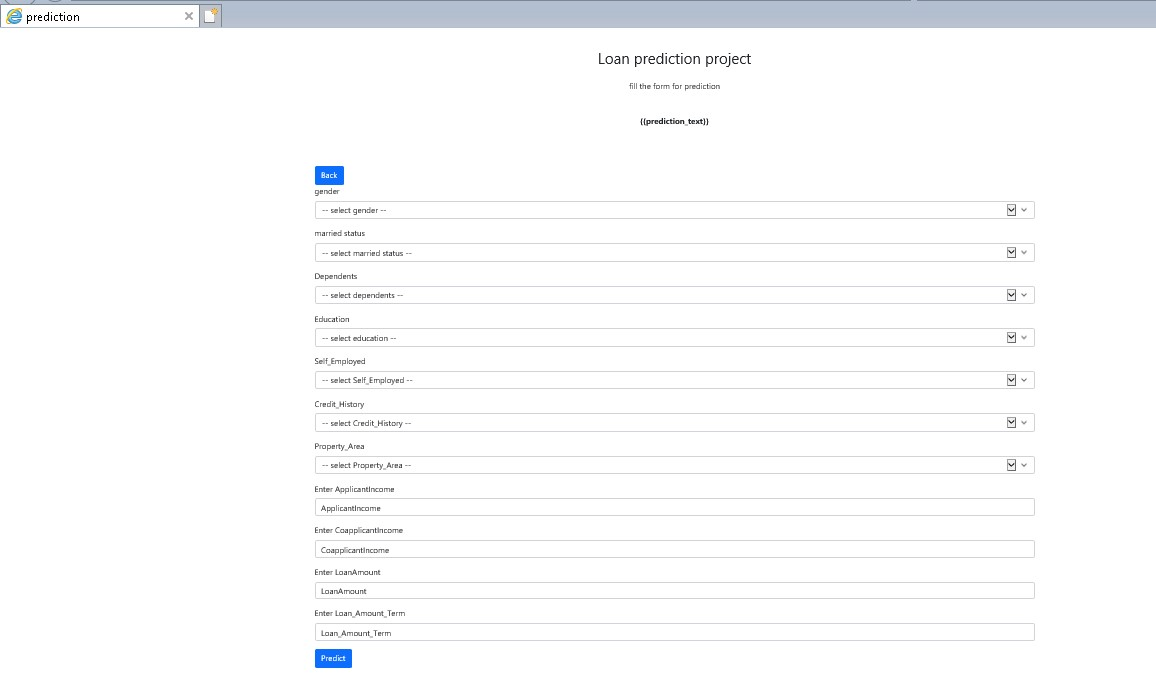 prediction
Loan prediction project
fill the form for prediction
{{prediction_text}}
Back
gender
-- select gender --
married status
-- select married status --
Dependents
-- select dependents --
Education
-- select education --
Self_Employed
-- select Self_Employed --
Credit_History
-- select Credit_History --
Property_Area
-- select Property_Area --
Enter ApplicantIncome
ApplicantIncome
Enter CoapplicantIncome
CoapplicantIncome
Enter LoanAmount
LoanAmount
Enter Loan_Amount_Term
Loan_Amount_Term
Predict